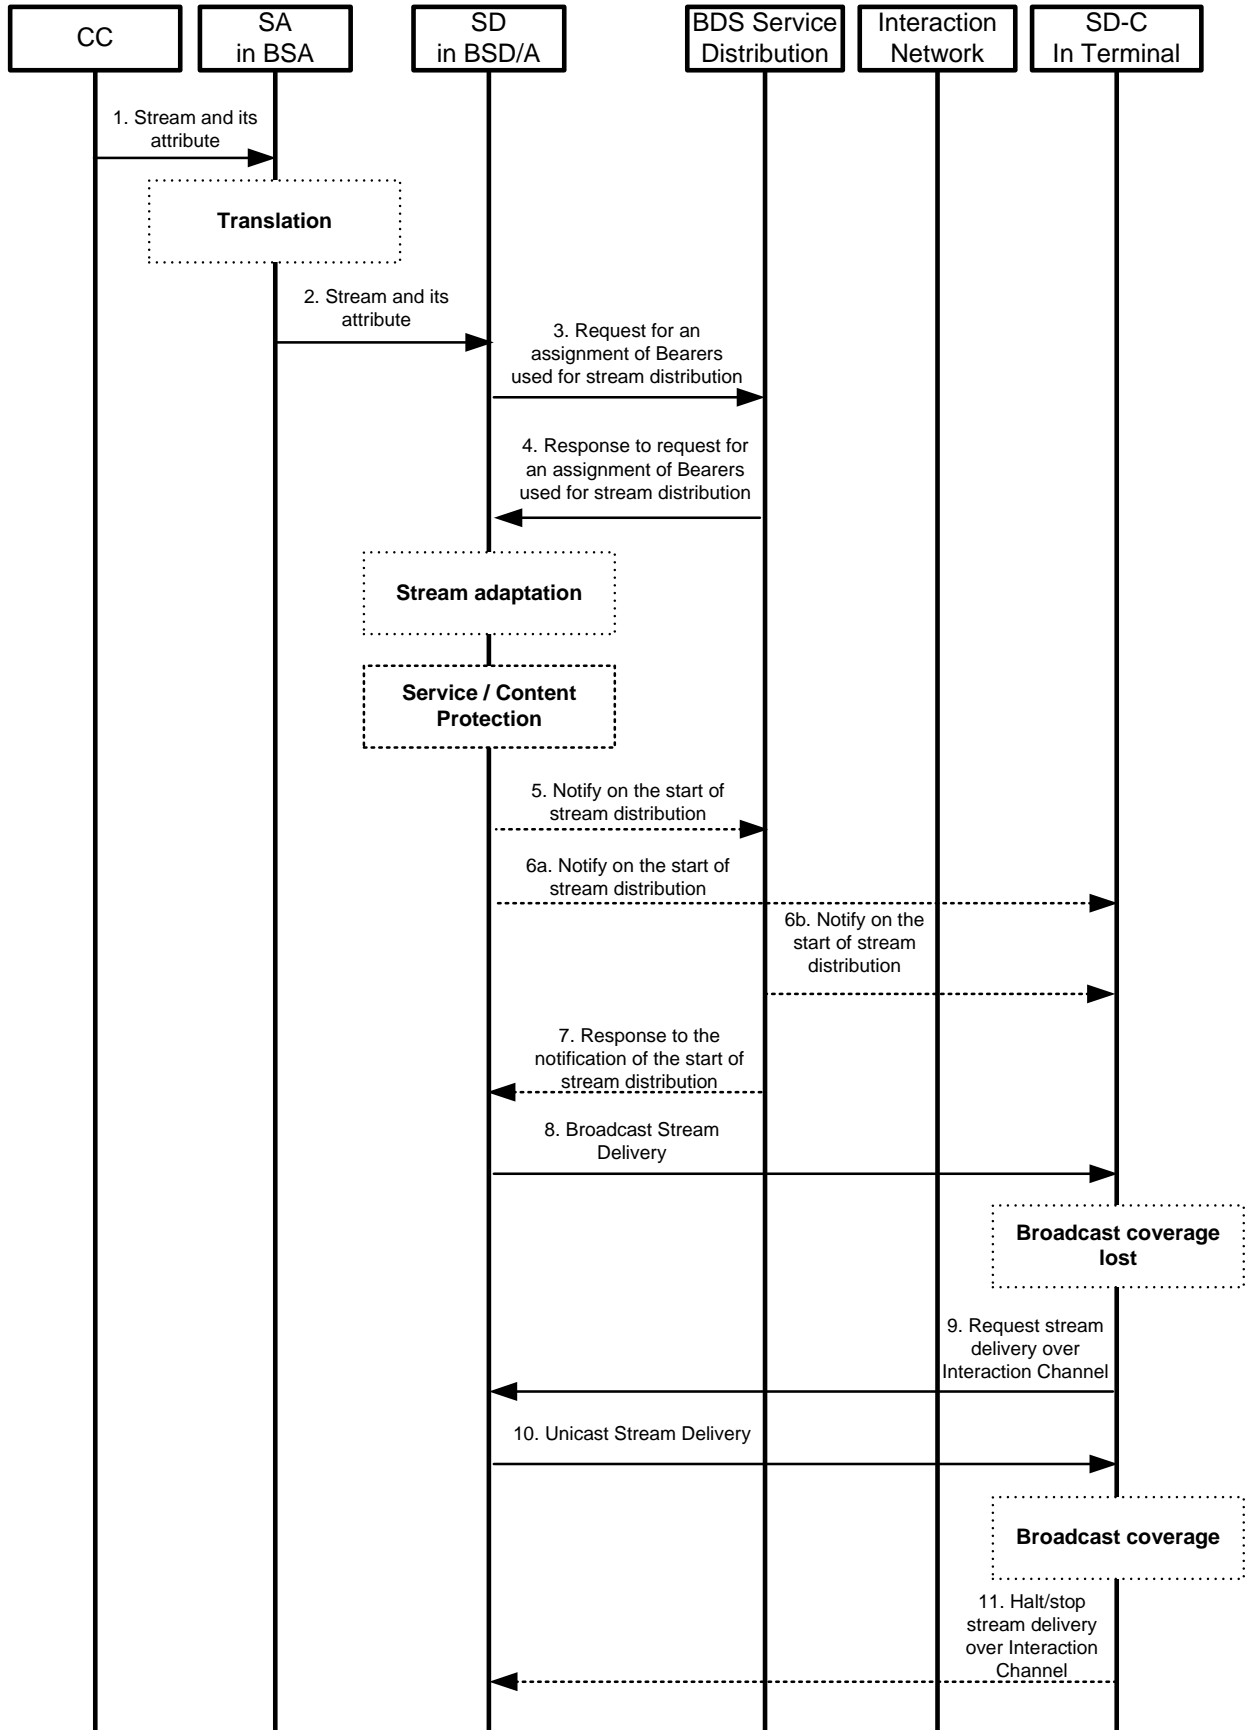 CC
SA
in BSA
SD
in BSD/A
BDS Service
Distribution
Interaction
Network
SD-C
In Terminal
1. Stream and its
attribute
Translation
2. Stream and its
attribute
3. Request for an
assignment of Bearers
used for stream distribution
4. Response to request for
an assignment of Bearers
used for stream distribution
Stream adaptation
Service / Content
Protection
5. Notify on the start of
stream distribution
6a. Notify on the start of
stream distribution
6b. Notify on the
start of stream
distribution
7. Response to the
notification of the start of
stream distribution
8. Broadcast Stream
Delivery
Broadcast coverage
lost
9. Request stream
delivery over
Interaction Channel
10. Unicast Stream Delivery
Broadcast coverage
11. Halt/stop
stream delivery
over Interaction
Channel